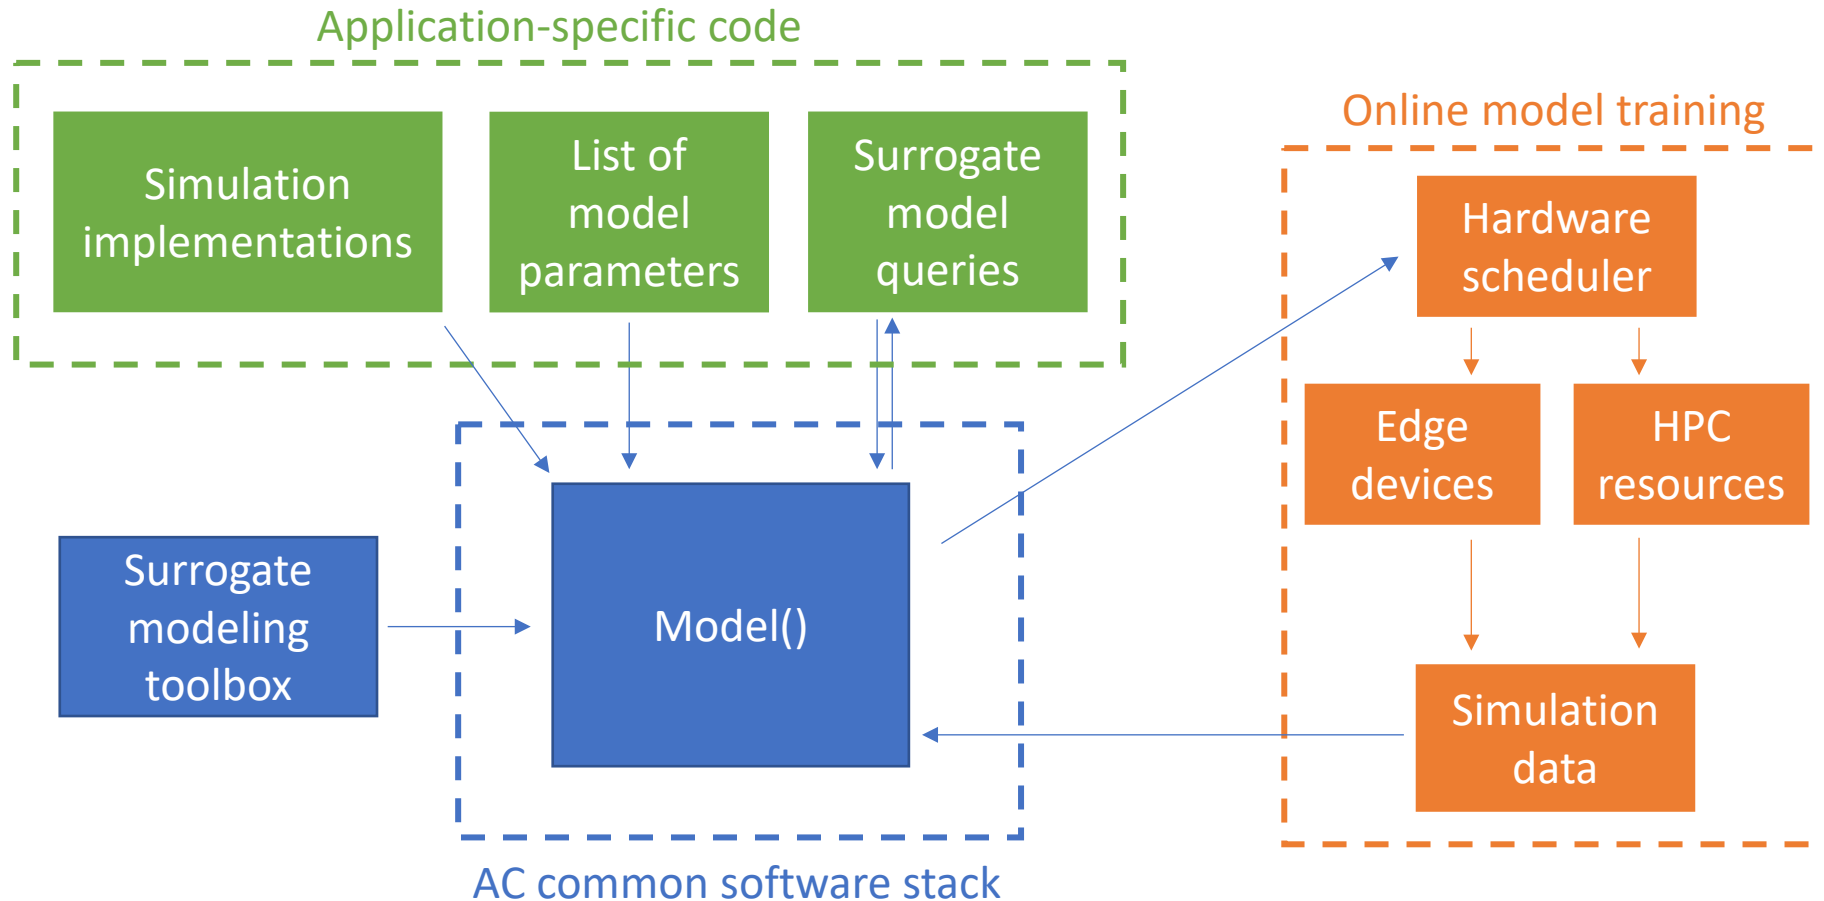 Application-specific code
Simulation
implementations
List of
model
parameters
Surrogate
model
queries
Online model training
Hardware
scheduler
Edge
devices
HPC
resources
Simulation
data
Surrogate
modeling
toolbox
Model()
AC common software stack